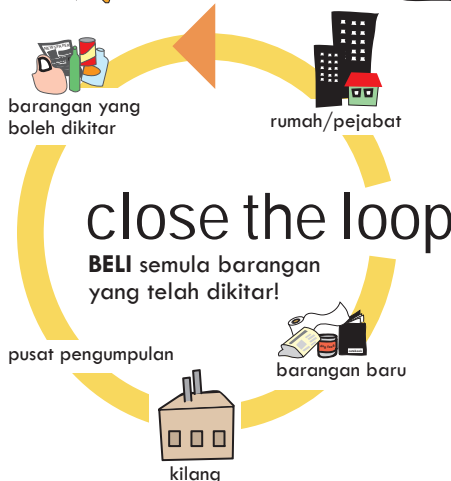 barangan yang
boleh dikitar
rumah/pejabat
close the loop
BELI semula barangan
yang telah dikitar!
pusat pengumpulan
barangan baru
kilang